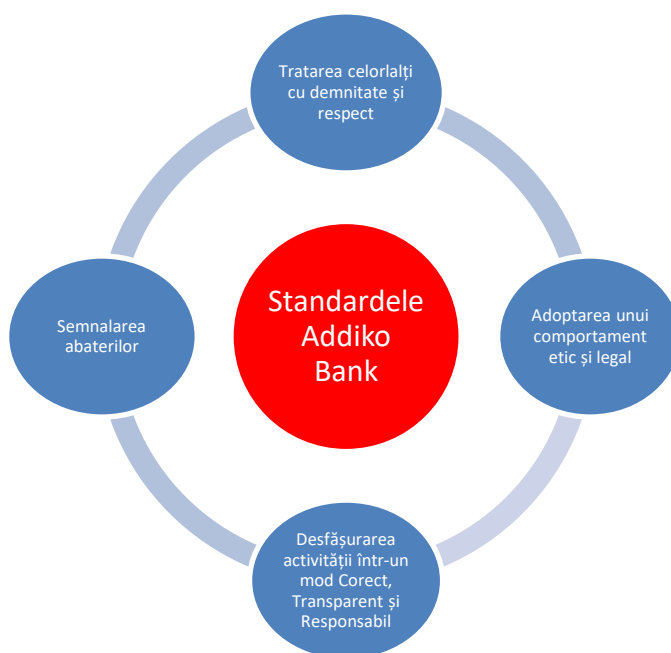 Tratarea celorlalți
cu demnitate și
respect
Semnalarea
abaterilor
Standardele
Addiko
Bank
Adoptarea unui
comportament
etic și legal
Desfășurarea
activității într-un
mod Corect,
Transparent și
Responsabil